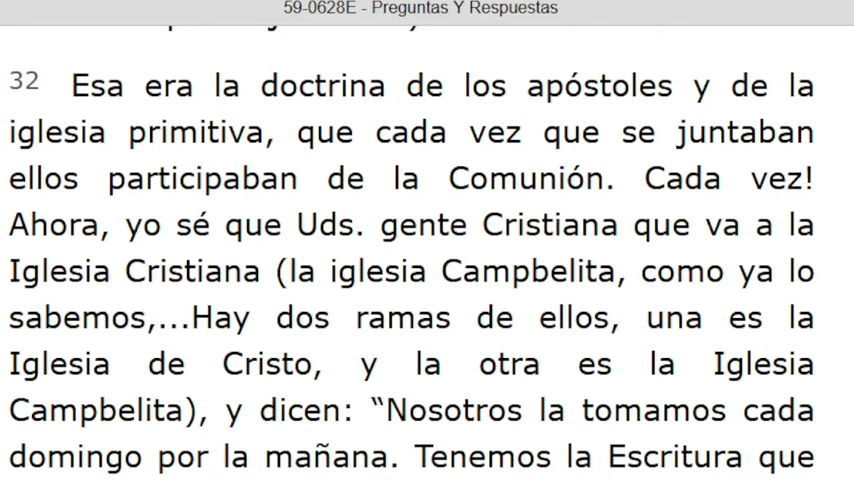 59-0628E - Preguntas Y Respuestas
32 Esa era la doctrina de los apóstoles y de la
iglesia primitiva, que cada vez que se juntaban
ellos participaban de la Comunión. Cada vez!
Ahora, yo sé que Uds. gente Cristiana que va a la
Iglesia Cristiana (la iglesia Campbelita, como ya lo
sabemos,...Hay dos ramas de ellos, una es la
Iglesia de Cristo, y la otra es la Iglesia
Campbelita), y dicen: “Nosotros la tomamos cada
domingo por la mañana. Tenemos la Escritura que